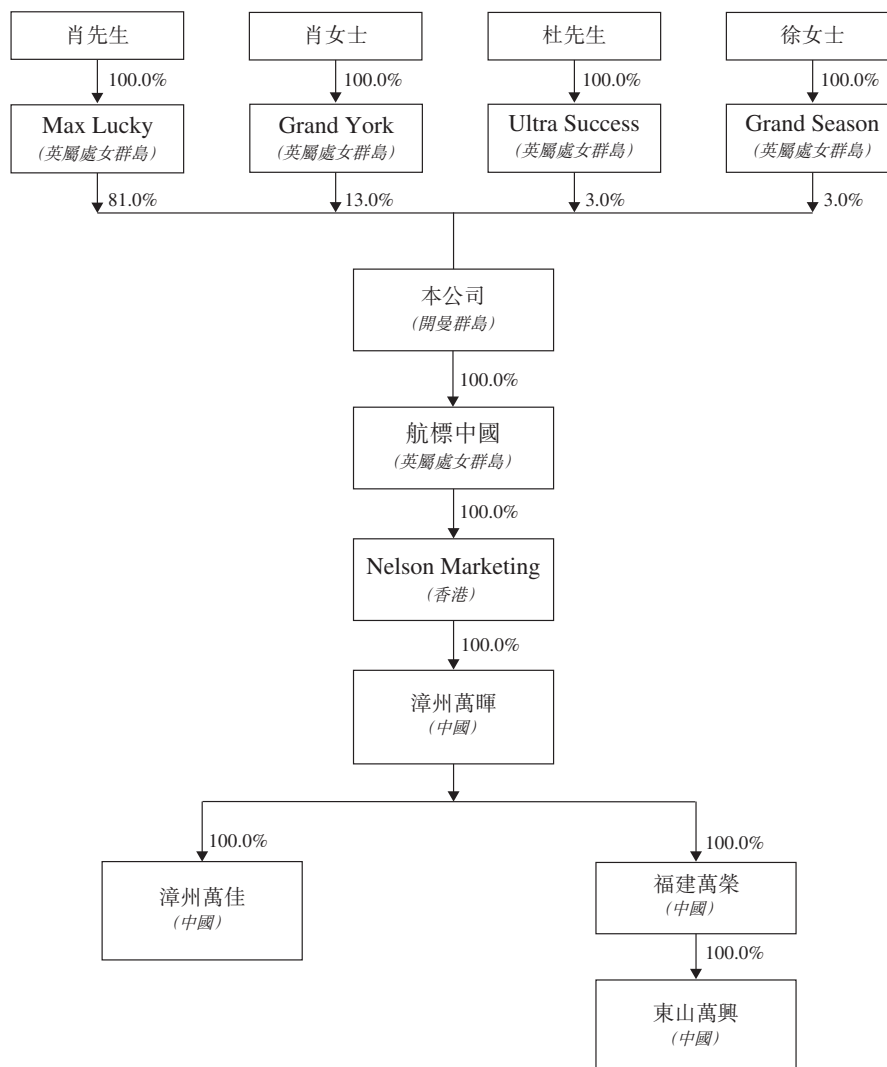 肖先生
肖女士
杜先生
徐女士
100.0%
100.0%
100.0%
100.0%
Max Lucky
(英屬處女群島)
Grand York
(英屬處女群島)
Ultra Success
(英屬處女群島)
Grand Season
(英屬處女群島)
81.0%
13.0%
3.0%
3.0%
本公司
(開曼群島)
100.0%
航標中國
(英屬處女群島)
100.0%
Nelson Marketing
(香港)
100.0%
漳州萬暉
(中國)
100.0%
100.0%
漳州萬佳
(中國)
福建萬榮
(中國)
100.0%
東山萬興
(中國)